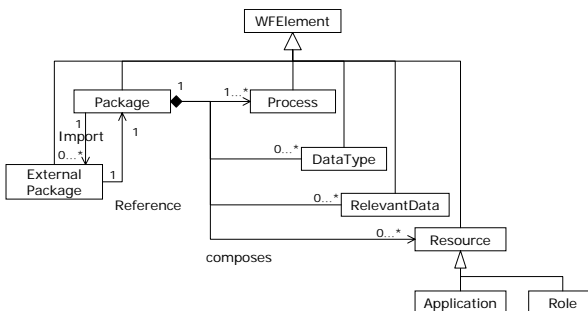 WFElement
1
1...*
Package
Process
1
Import
1
0...*
0...*
DataType
External
Package
1
0...*
RelevantData
Reference
0...*
Resource
composes
Application
Role